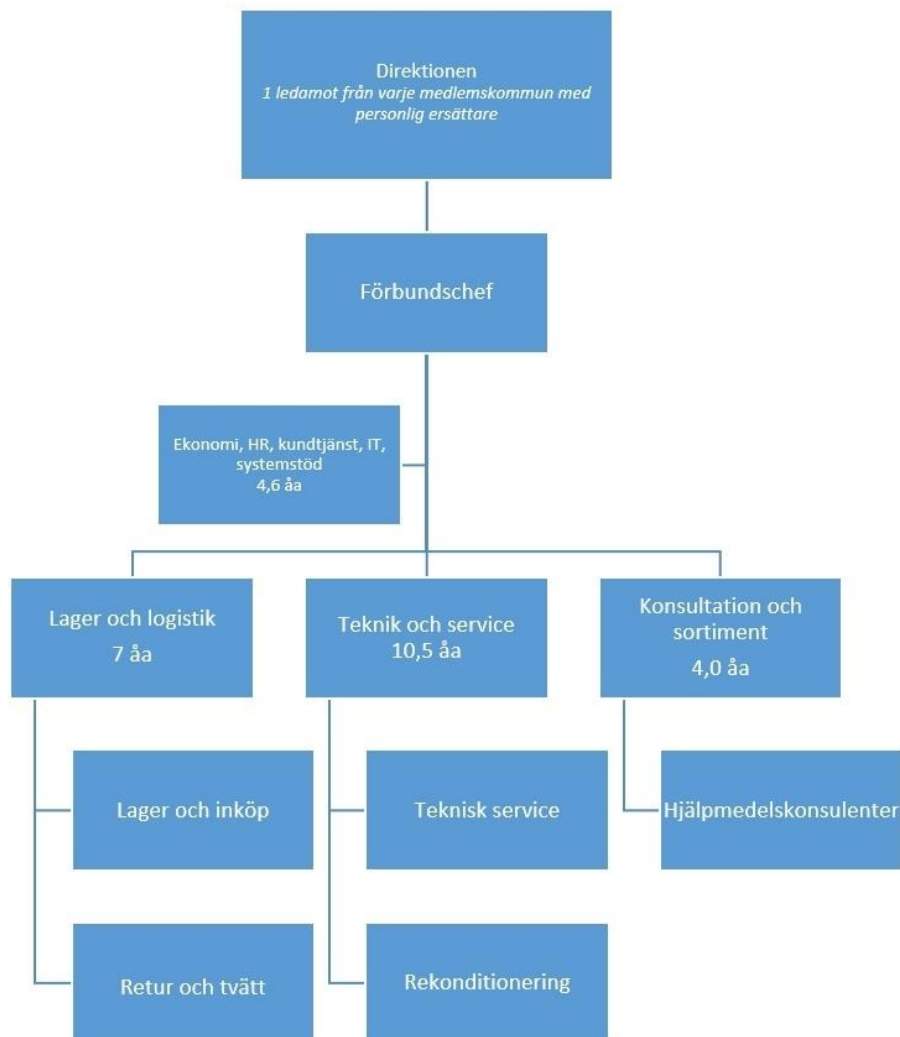 Direktionen
1 ledamot från varje medlemskommun med
personlig ersättare
Förbundschef
Ekonomi, HR, kundtjänst, IT,
systemstöd
4,6 åa
Lager och logistik
7 åa
Teknik och service
10,5 åa
Konsultation och
sortiment
4,0 åa
Lager och inköp
Teknisk service
Hjälpmedelskonsulenter
Retur och tvätt
Rekonditionering